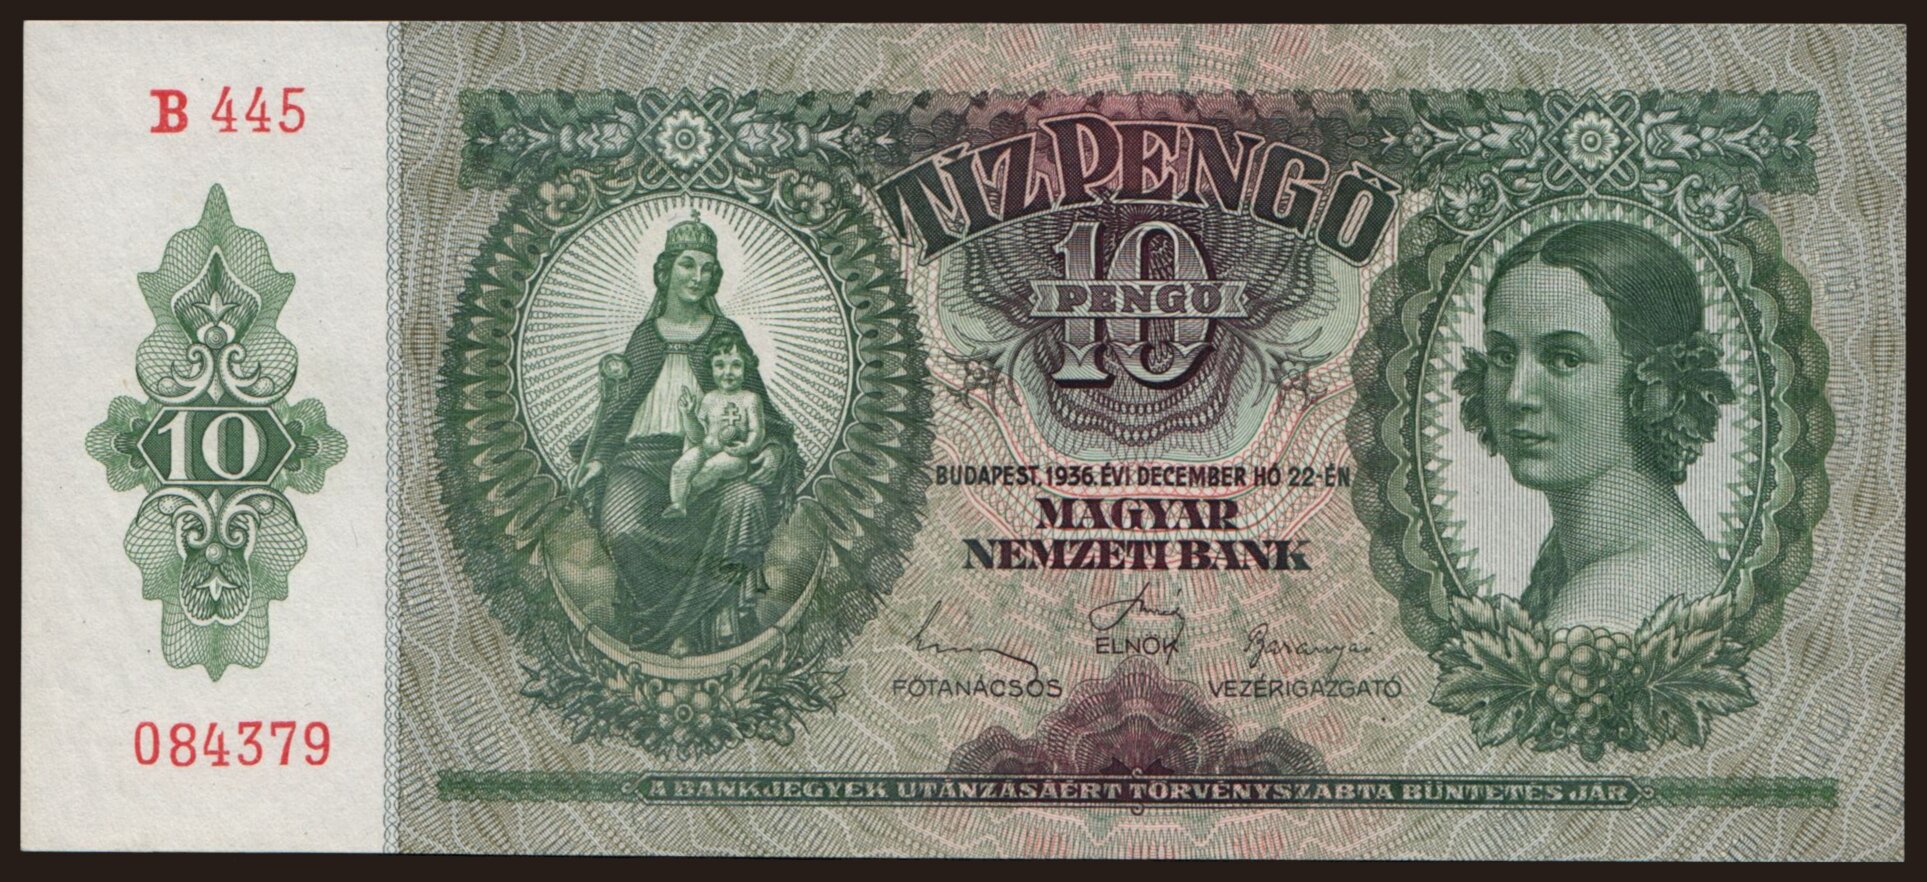 B 445
TÍZ PENGŐ
10
PENGŐ
10
BUDAPEST, 1936. ÉVI DECEMBER HÓ 22-ÉN
MAGYAR
NEMZETI BANK
ELNÖK
FŐTANÁCSOS VEZÉRIGAZGATÓ
084379
A BANKJEGYEK UTÁNZÁSÁÉRT TÖRVÉNYSZABTA BÜNTETÉS JÁR